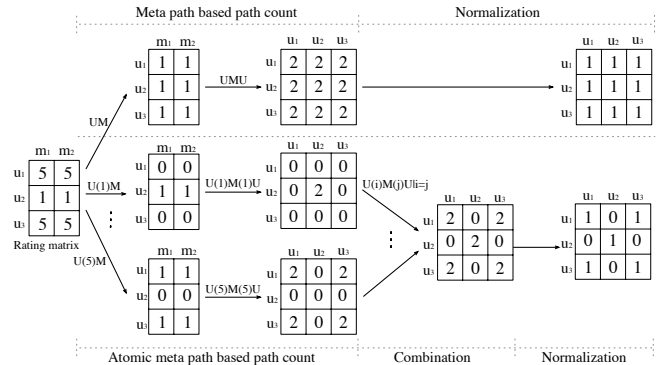 Meta path based path count Normalization
m1 m2
u1 1 1
u2 1 1
u3 1 1
UM
UMU
u1 u2 u3
u1 2 2 2
u2 2 2 2
u3 2 2 2
u1 u2 u3
u1 1 1 1
u2 1 1 1
u3 1 1 1
m1 m2
u1 5 5
u2 1 1
u3 5 5
Rating matrix
U(1)M
m1 m2
u1 0 0
u2 1 1
u3 0 0
U(1)M(1)U
u1 u2 u3
u1 0 0 0
u2 0 2 0
u3 0 0 0
U(i)M(j)U|i=j
U(5)M
m1 m2
u1 1 1
u2 0 0
u3 1 1
U(5)M(5)U
u1 u2 u3
u1 2 0 2
u2 0 0 0
u3 2 0 2
u1 u2 u3
u1 2 0 2
u2 0 2 0
u3 2 0 2
u1 u2 u3
u1 1 0 1
u2 0 1 0
u3 1 0 1
Atomic meta path based path count Combination Normalization